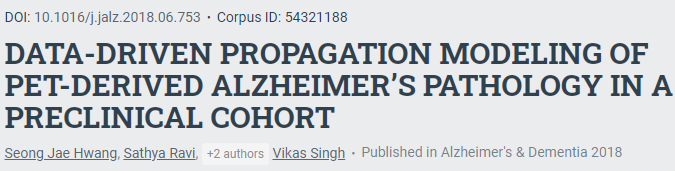 DOI: 10.1016/j.jalz.2018.06.753 • Corpus ID: 54321188
DATA-DRIVEN PROPAGATION MODELING OF
PET-DERIVED ALZHEIMER’S PATHOLOGY IN A
PRECLINICAL COHORT
Seong Jae Hwang, Sathya Ravi, +2 authors Vikas Singh • Published in Alzheimer's & Dementia 2018